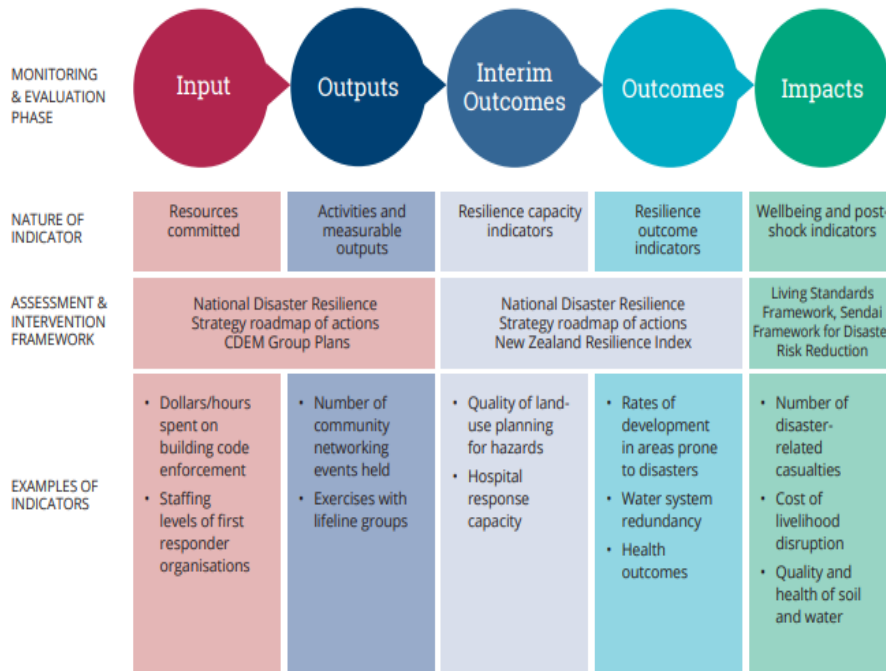 MONITORING
& EVALUATION
PHASE
Input
Outputs
Interim
Outcomes
Outcomes
Impacts
NATURE OF
INDICATOR
Resources
committed
Activities and
measurable
outputs
Resilience capacity
indicators
Resilience
outcome
indicators
Wellbeing and post-
shock indicators
ASSESSMENT &
INTERVENTION
FRAMEWORK
National Disaster Resilience
Strategy roadmap of actions
CDEM Group Plans
National Disaster Resilience
Strategy roadmap of actions
New Zealand Resilience Index
Living Standards
Framework, Sendai
Framework for Disaster
Risk Reduction
EXAMPLES OF
INDICATORS
• Dollars/hours
spent on
building code
enforcement
• Staffing
levels of first
responder
organisations
• Number of
community
networking
events held
• Exercises with
lifeline groups
• Quality of land-
use planning
for hazards
• Hospital
response
capacity
• Rates of
development
in areas prone
to disasters
• Water system
redundancy
• Health
outcomes
• Number of
disaster-
related
casualties
• Cost of
livelihood
disruption
• Quality and
health of soil
and water